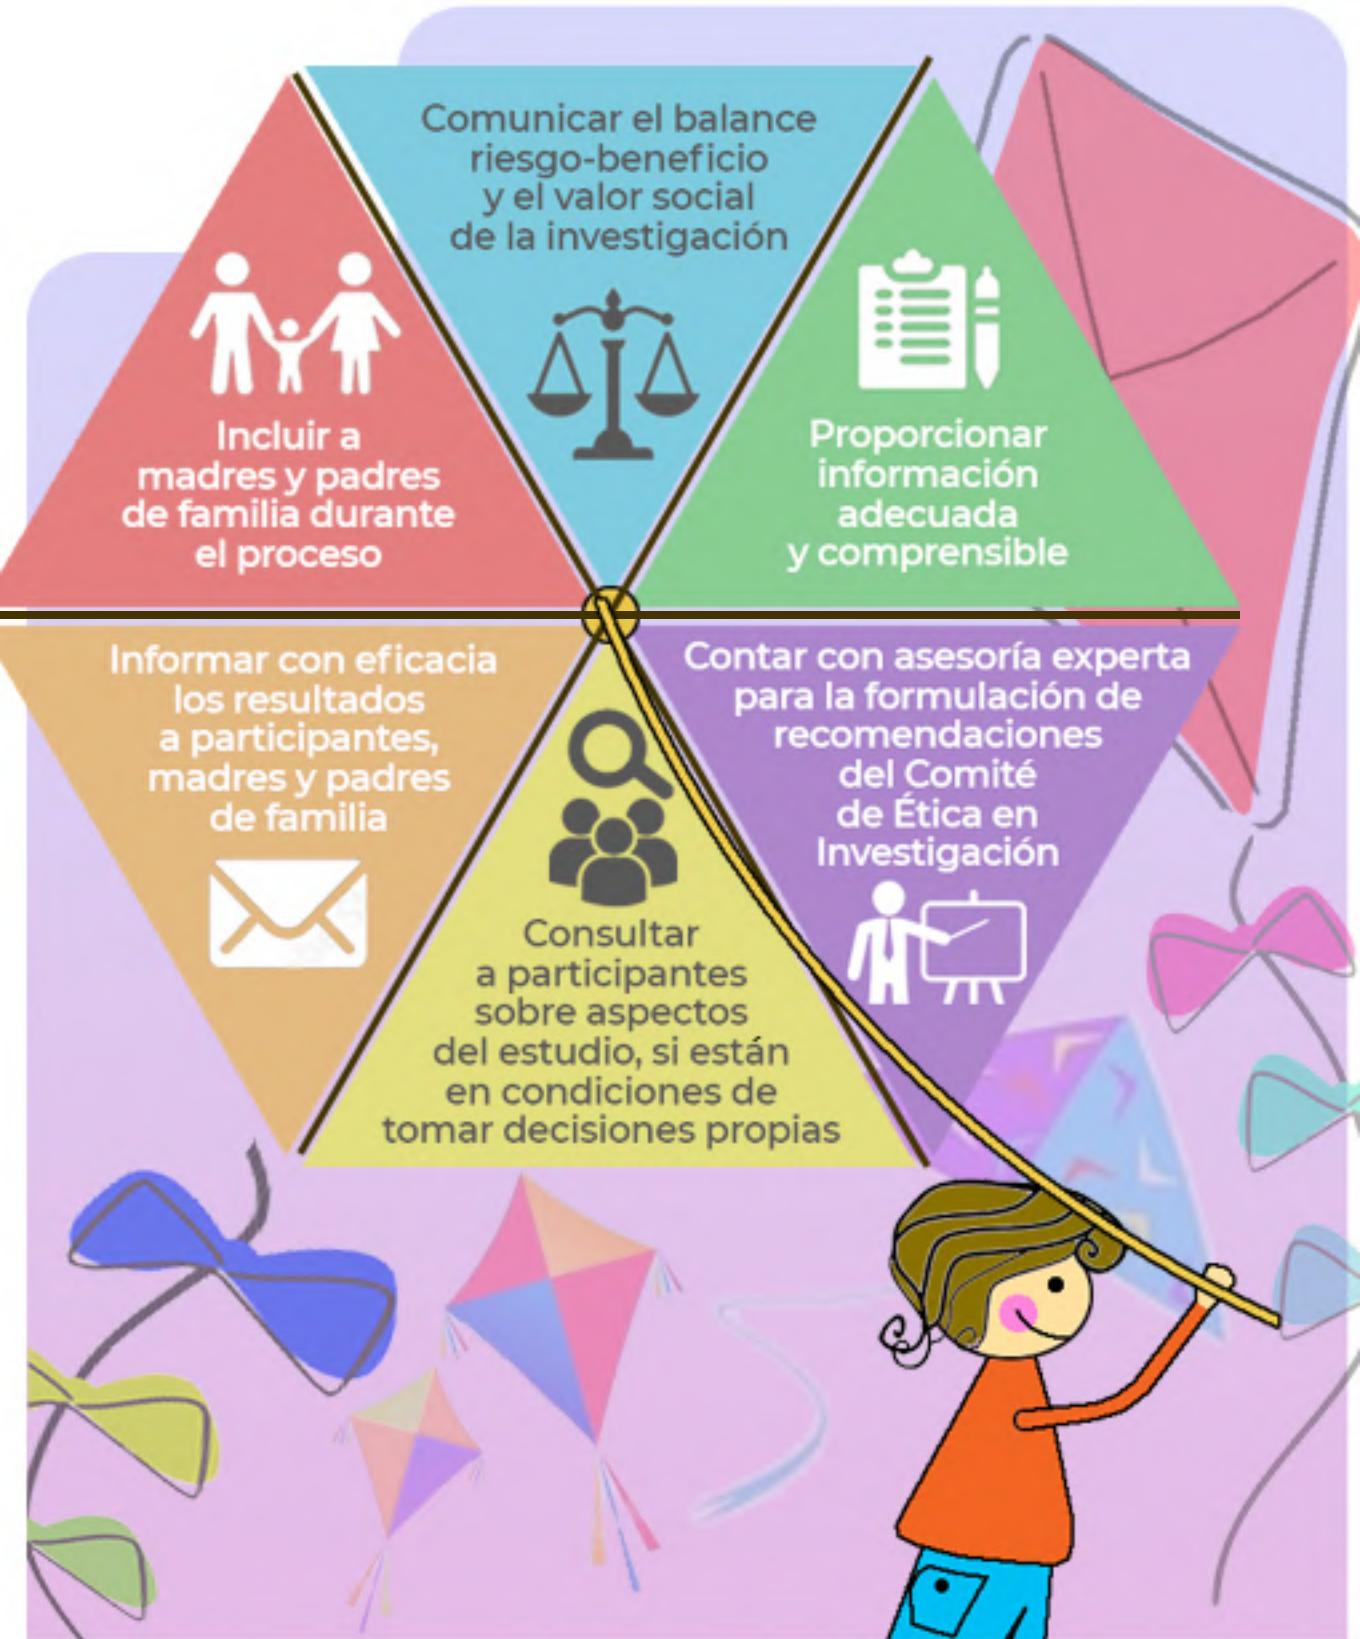 Comunicar el balance
riesgo-beneficio
y el valor social
de la investigación
Incluir a
madres y padres
de familia durante
el proceso
Proporcionar
información
adecuada
y comprensible
Informar con eficacia
los resultados
a participantes,
madres y padres
de familia
Contar con asesoría experta
para la formulación de
recomendaciones
del Comité
de Ética en
Investigación
Consultar
a participantes
sobre aspectos
del estudio, si están
en condiciones de
tomar decisiones propias